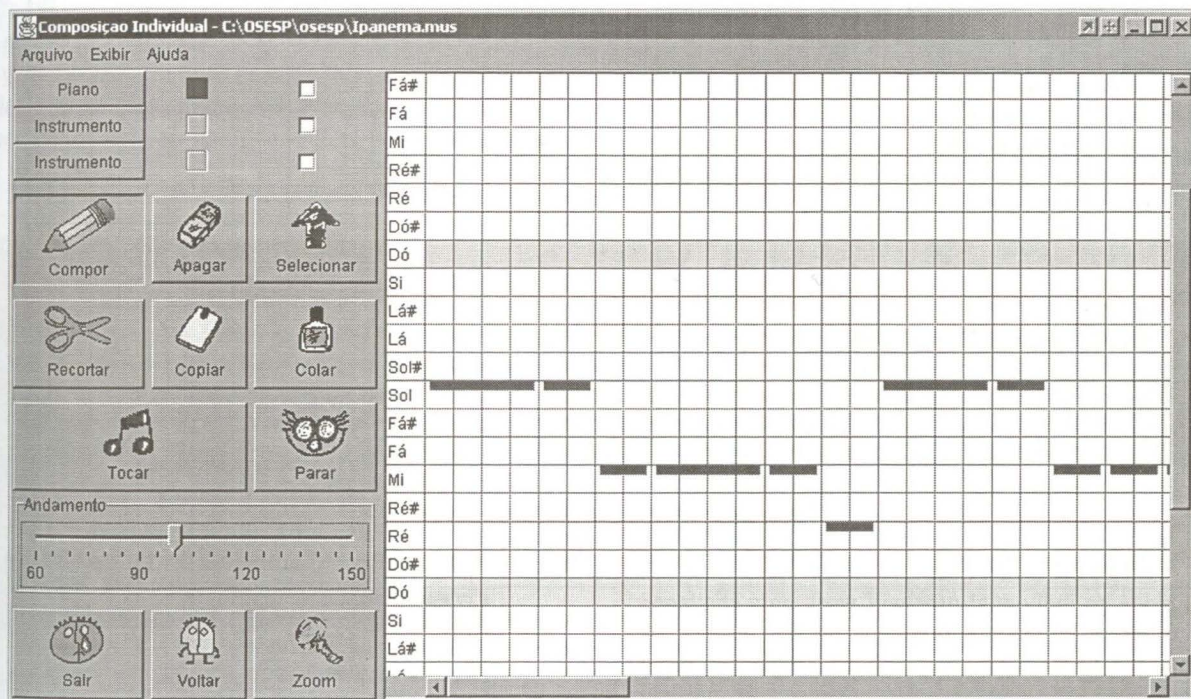 Composiçao Individual - C:\OSESP\osesp\Ipanema.mus
Arquivo Exibir Ajuda
Piano
Instrumento
Instrumento
Compor Apagar Selecionar
Recortar Copiar Colar
Tocar Parar
Andamento
60 90 120 150
Sair Voltar Zoom
Fá#
Fá
Mi
Ré#
Ré
Dó#
Dó
Si
Lá#
Lá
Sol#
Sol
Fá#
Fá
Mi
Ré#
Ré
Dó#
Dó
Si
Lá#